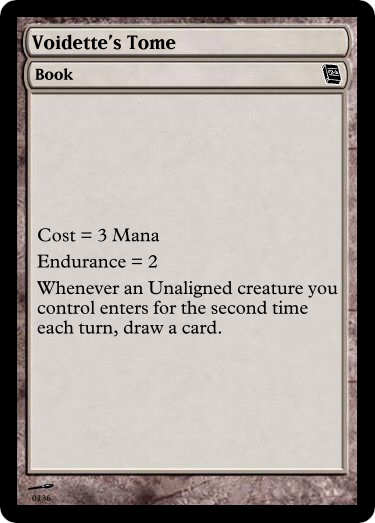 Voidette's Tome
Book
Cost = 3 Mana
Endurance = 2
Whenever an Unaligned creature you
control enters for the second time
each turn, draw a card.
0136